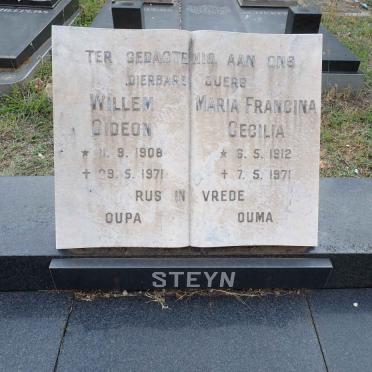 TER GEDAGTENIS AAN ONS
DIERBARE OUERS
WILLEM
GIDEON
* 11. 9. 1908
+ 29. 5. 1971
MARIA FRANCINA
CECILIA
* 6. 5. 1912
+ 7. 5. 1971
RUS IN VREDE
OUPA OUMA
STEYN